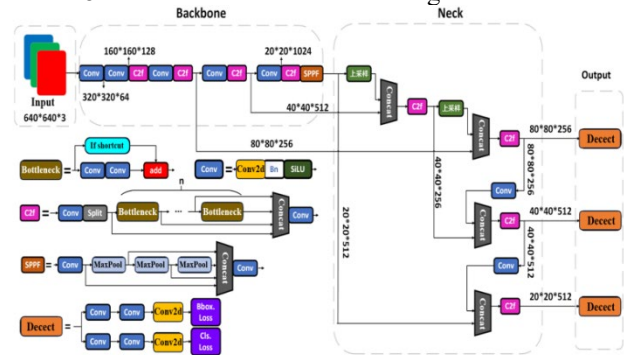 Backbone
Neck
160*160*128
20*20*1024
Conv Conv C2f Conv C2f Conv C2f Conv C2f SPPF
上采样
Concat
C2f
上采样
Concat
C2f
Output
Input
640*640*3
320*320*64
40*40*512
80*80*256
80*80*256
Decect
80*80*256
If shortcut
Bottleneck = Conv Conv add
Conv = Conv2d Bn SiLU
n
C2f = Conv Split Bottleneck ... Bottleneck Concat Conv
40*40*256
20*20*512
Conv
Concat
C2f
40*40*512
Decect
40*40*512
SPPF = Conv MaxPool MaxPool MaxPool Concat Conv
Conv
Concat
C2f
20*20*512
Decect
Decect = Conv Conv Conv2d Bbox. Loss
Conv Conv Conv2d Cls. Loss